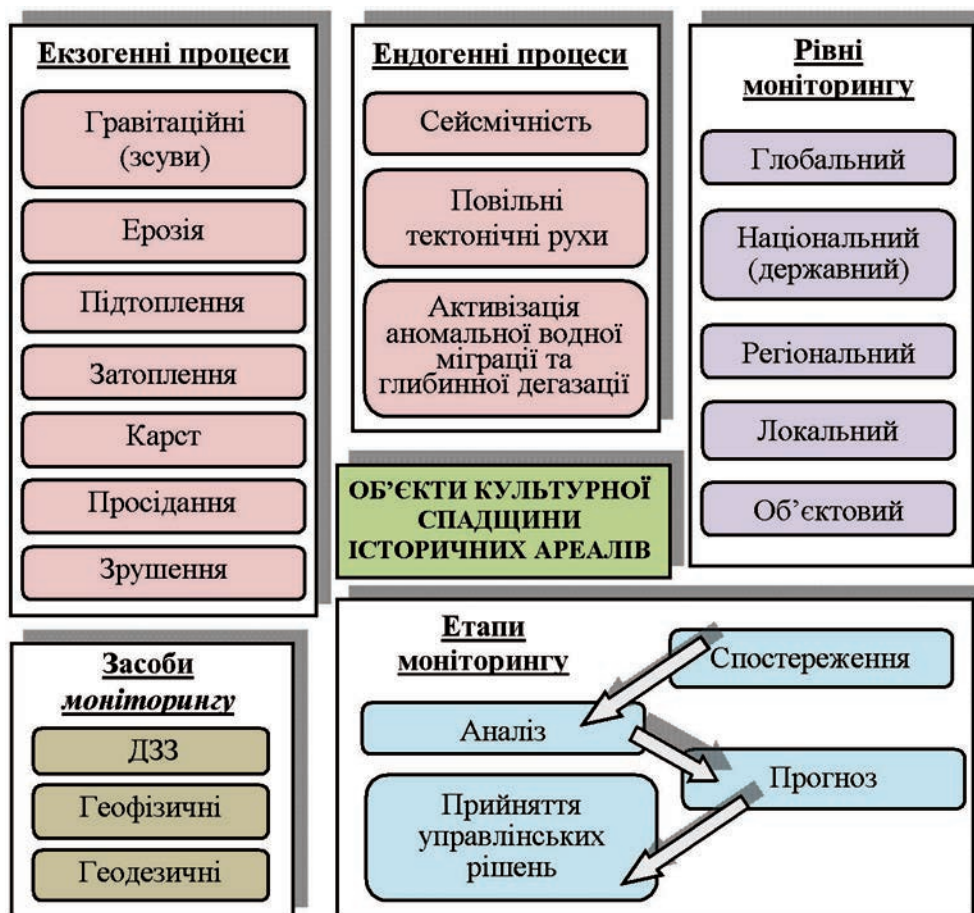 Екзогенні процеси
Гравітаційні
(зсуви)
Ерозія
Підтоплення
Затоплення
Карст
Просідання
Зрушення
Ендогенні процеси
Сейсмічність
Повільні
тектонічні рухи
Активізація
аномальної водної
міграції та
глибинної дегазації
Рівні
моніторингу
Глобальний
Національний
(державний)
Регіональний
Локальний
Об’єктовий
ОБ’ЄКТИ КУЛЬТУРНОЇ
СПАДЩИНИ
ІСТОРИЧНИХ АРЕАЛІВ
Засоби
моніторингу
ДЗЗ
Геофізичні
Геодезичні
Етапи
моніторингу
Спостереження
Аналіз
Прогноз
Прийняття
управлінських
рішень